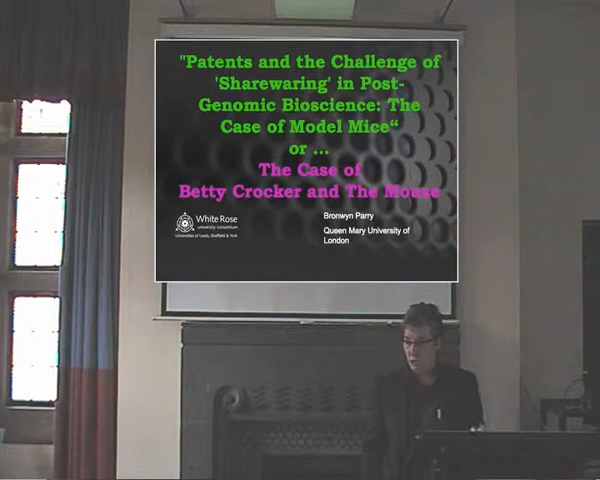 "Patents and the Challenge of
'Sharewaring' in Post-
Genomic Bioscience: The
Case of Model Mice“
or ...
The Case of
Betty Crocker and The Mouse
White Rose
university consortium
Universities of Leeds, Sheffield & York
Bronwyn Parry
Queen Mary University of
London